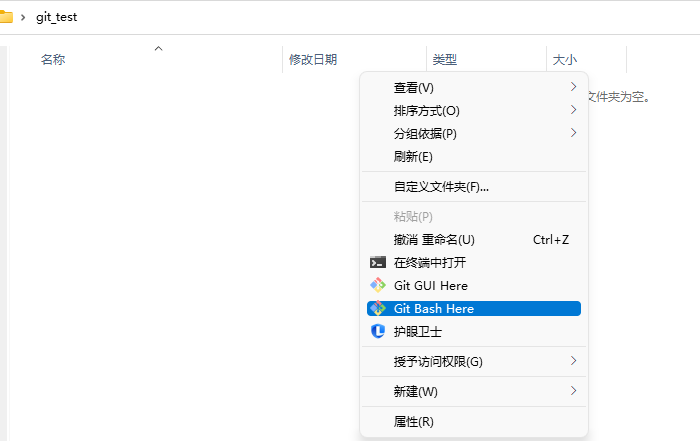 git_test
名称 修改日期 类型 大小
文件夹为空。
查看(V)
排序方式(O)
分组依据(P)
刷新(E)
自定义文件夹(F)...
粘贴(P)
撤消 重命名(U) Ctrl+Z
在终端中打开
Git GUI Here
Git Bash Here
护眼卫士
授予访问权限(G)
新建(W)
属性(R)